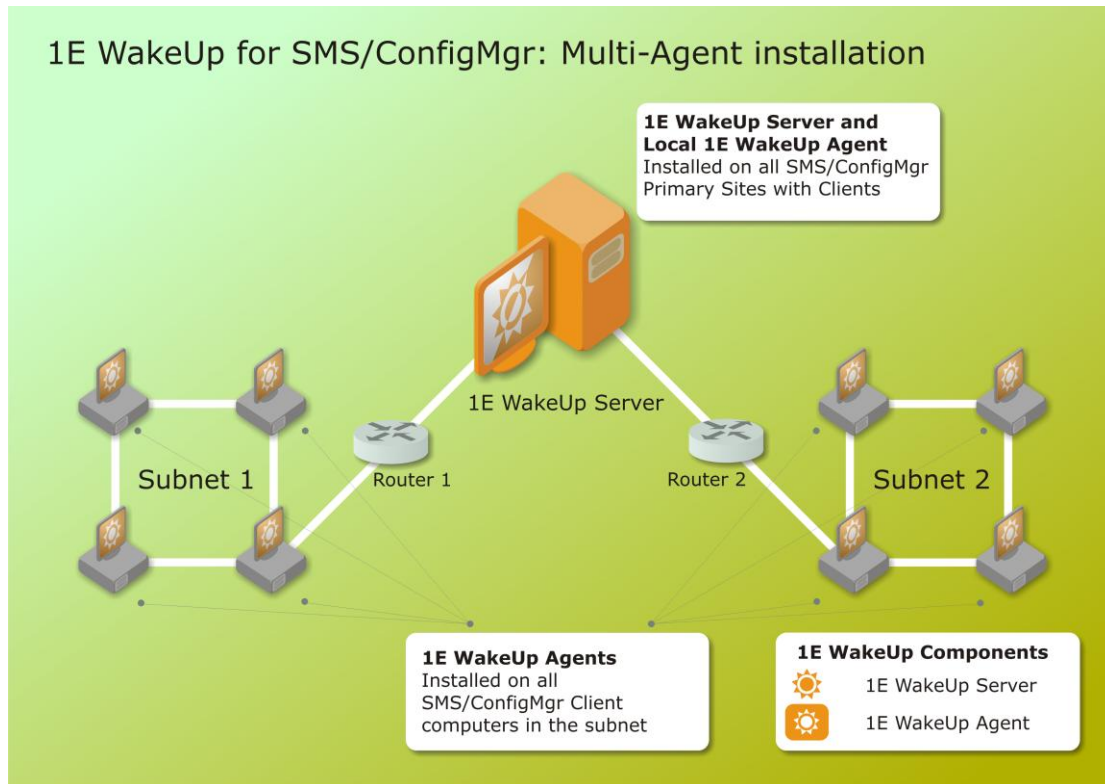 1E WakeUp for SMS/ConfigMgr: Multi-Agent installation
1E WakeUp Server and
Local 1E WakeUp Agent
Installed on all SMS/ConfigMgr
Primary Sites with Clients
1E WakeUp Server
Router 1
Router 2
Subnet 1
Subnet 2
1E WakeUp Agents
Installed on all
SMS/ConfigMgr Client
computers in the subnet
1E WakeUp Components
1E WakeUp Server
1E WakeUp Agent